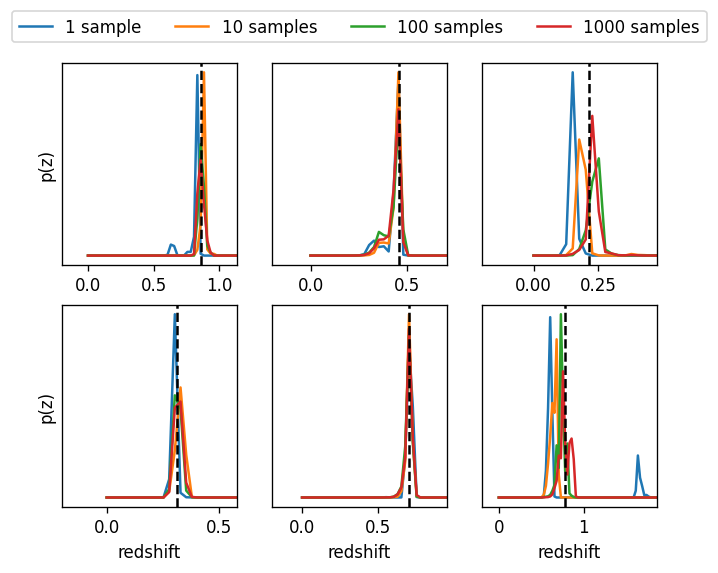 1 sample 10 samples 100 samples 1000 samples
p(z)
0.0 0.5 1.0
0.0 0.5
0.00 0.25
p(z)
0.0 0.5
0.0 0.5
0 1
redshift redshift redshift